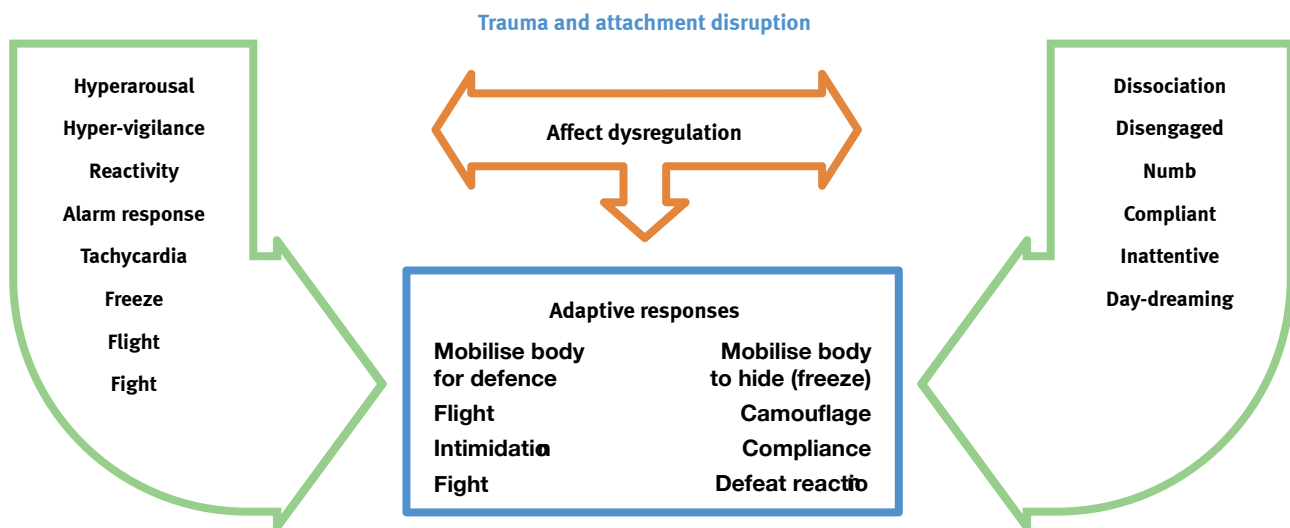 Trauma and attachment disruption
Hyperarousal
Hyper-vigilance
Reactivity
Alarm response
Tachycardia
Freeze
Flight
Fight
Affect dysregulation
Adaptive responses
Mobilise body
for defence
Flight
Intimidation
Fight
Mobilise body
to hide (freeze)
Camouflage
Compliance
Defeat reactino
Dissociation
Disengaged
Numb
Compliant
Inattentive
Day-dreaming